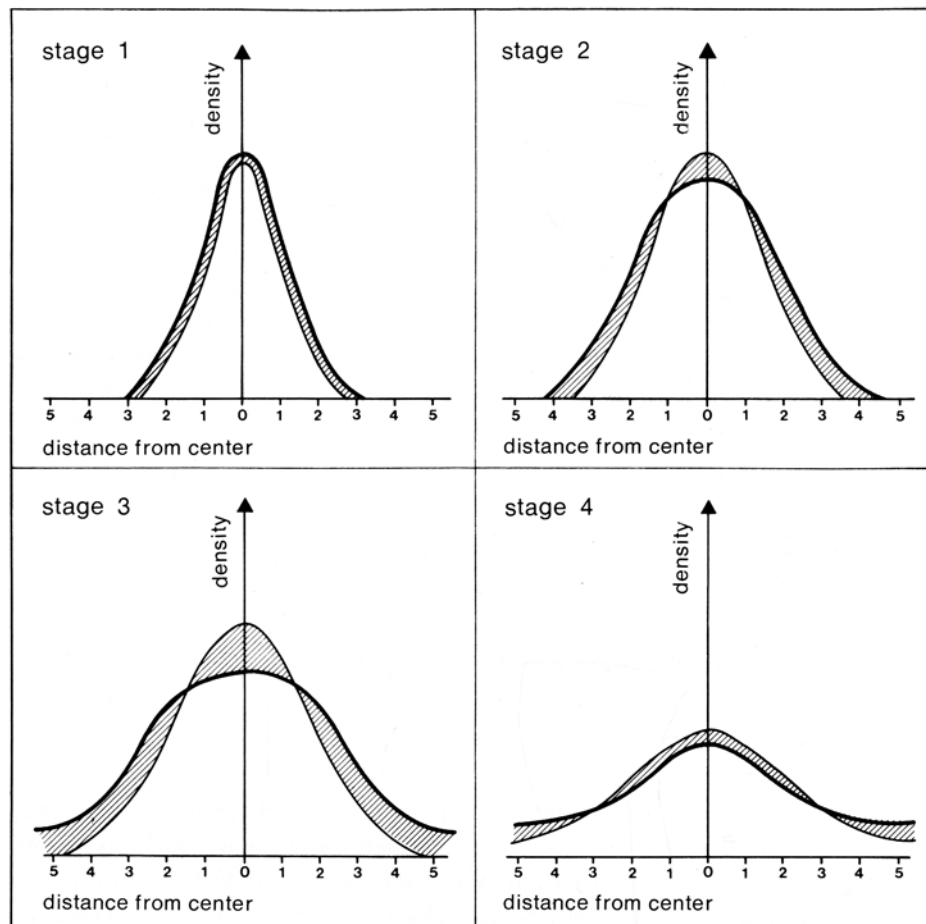 stage 1
density
5 4 3 2 1 0 1 2 3 4 5
distance from center
stage 2
density
5 4 3 2 1 0 1 2 3 4 5
distance from center
stage 3
density
5 4 3 2 1 0 1 2 3 4 5
distance from center
stage 4
density
5 4 3 2 1 0 1 2 3 4 5
distance from center